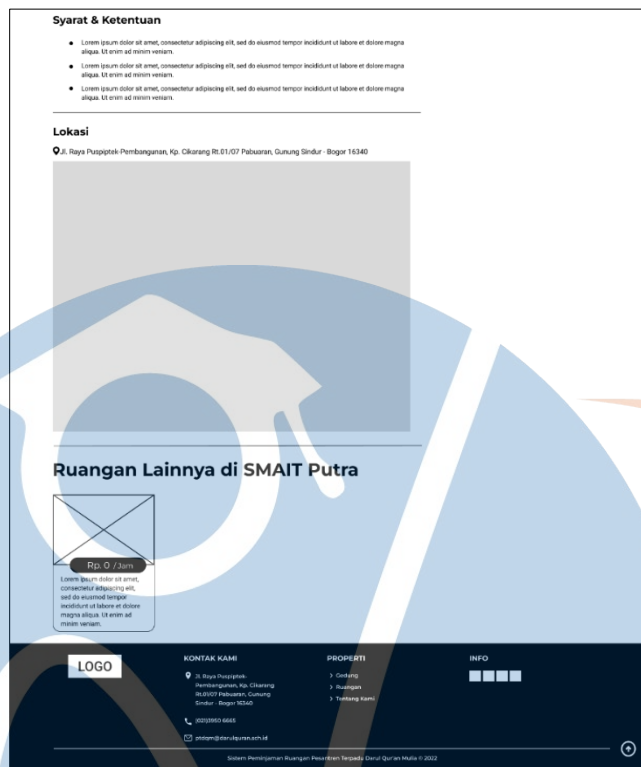 Syarat & Ketentuan
Lorem ipsum dolor sit amet, consectetur adipiscing elit, sed do eiusmod tempor incididunt ut labore et dolore magna
aliqua. Ut enim ad minim veniam.
Lorem ipsum dolor sit amet, consectetur adipiscing elit, sed do eiusmod tempor incididunt ut labore et dolore magna
aliqua. Ut enim ad minim veniam.
Lorem ipsum dolor sit amet, consectetur adipiscing elit, sed do eiusmod tempor incididunt ut labore et dolore magna
aliqua. Ut enim ad minim veniam.
Lokasi
Jl. Raya Puspiptek-Pembangunan, Kp. Cikarang Rt.01/07 Pabuaran, Gunung Sindur - Bogor 16340
Ruangan Lainnya di SMAIT Putra
Rp. 0 /Jam
Lorem ipsum dolor sit amet,
consectetur adipiscing elit,
sed do eiusmod tempor
incididunt ut labore et dolore
magna aliqua. Ut enim ad
minim veniam.
LOGO
KONTAK KAMI
Jl. Raya Puspiptek-
Pembangunan, Kp. Cikarang
Rt.01/07 Pabuaran, Gunung
Sindur - Bogor 16340
(021)3950 6665
ptdqm@darulquran.sch.id
PROPERTI
> Gedung
> Ruangan
> Tentang Kami
INFO
Sistem Peminjaman Ruangan Pesantren Terpadu Darul Qur'an Mulia © 2022